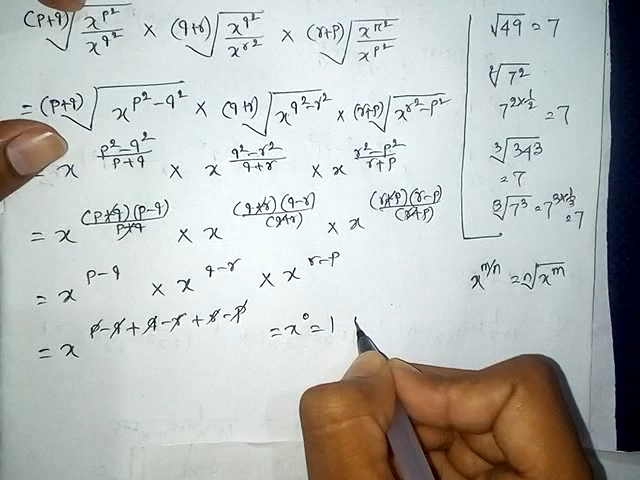 (p+q)√(x^p²/x^q²) × (q+r)√(x^q²/x^r²) × (r+p)√(x^r²/x^p²)
= (p+q)√(x^(p²-q²)) × (q+r)√(x^(q²-r²)) × (r+p)√(x^(r²-p²))
= x^((p²-q²)/(p+q)) × x^((q²-r²)/(q+r)) × x^((r²-p²)/(r+p))
= x^((p+q)(p-q)/(p+q)) × x^((q+r)(q-r)/(q+r)) × x^((r+p)(r-p)/(r+p))
= x^(p-q) × x^(q-r) × x^(r-p)
= x^(p-q+q-r+r-p) = x⁰ = 1
√49 = 7
²√7²
7^(2×1/2) = 7
³√343
= 7
³√7³ = 7^(3×1/3) = 7
x^(m/n) = ⁿ√x^m